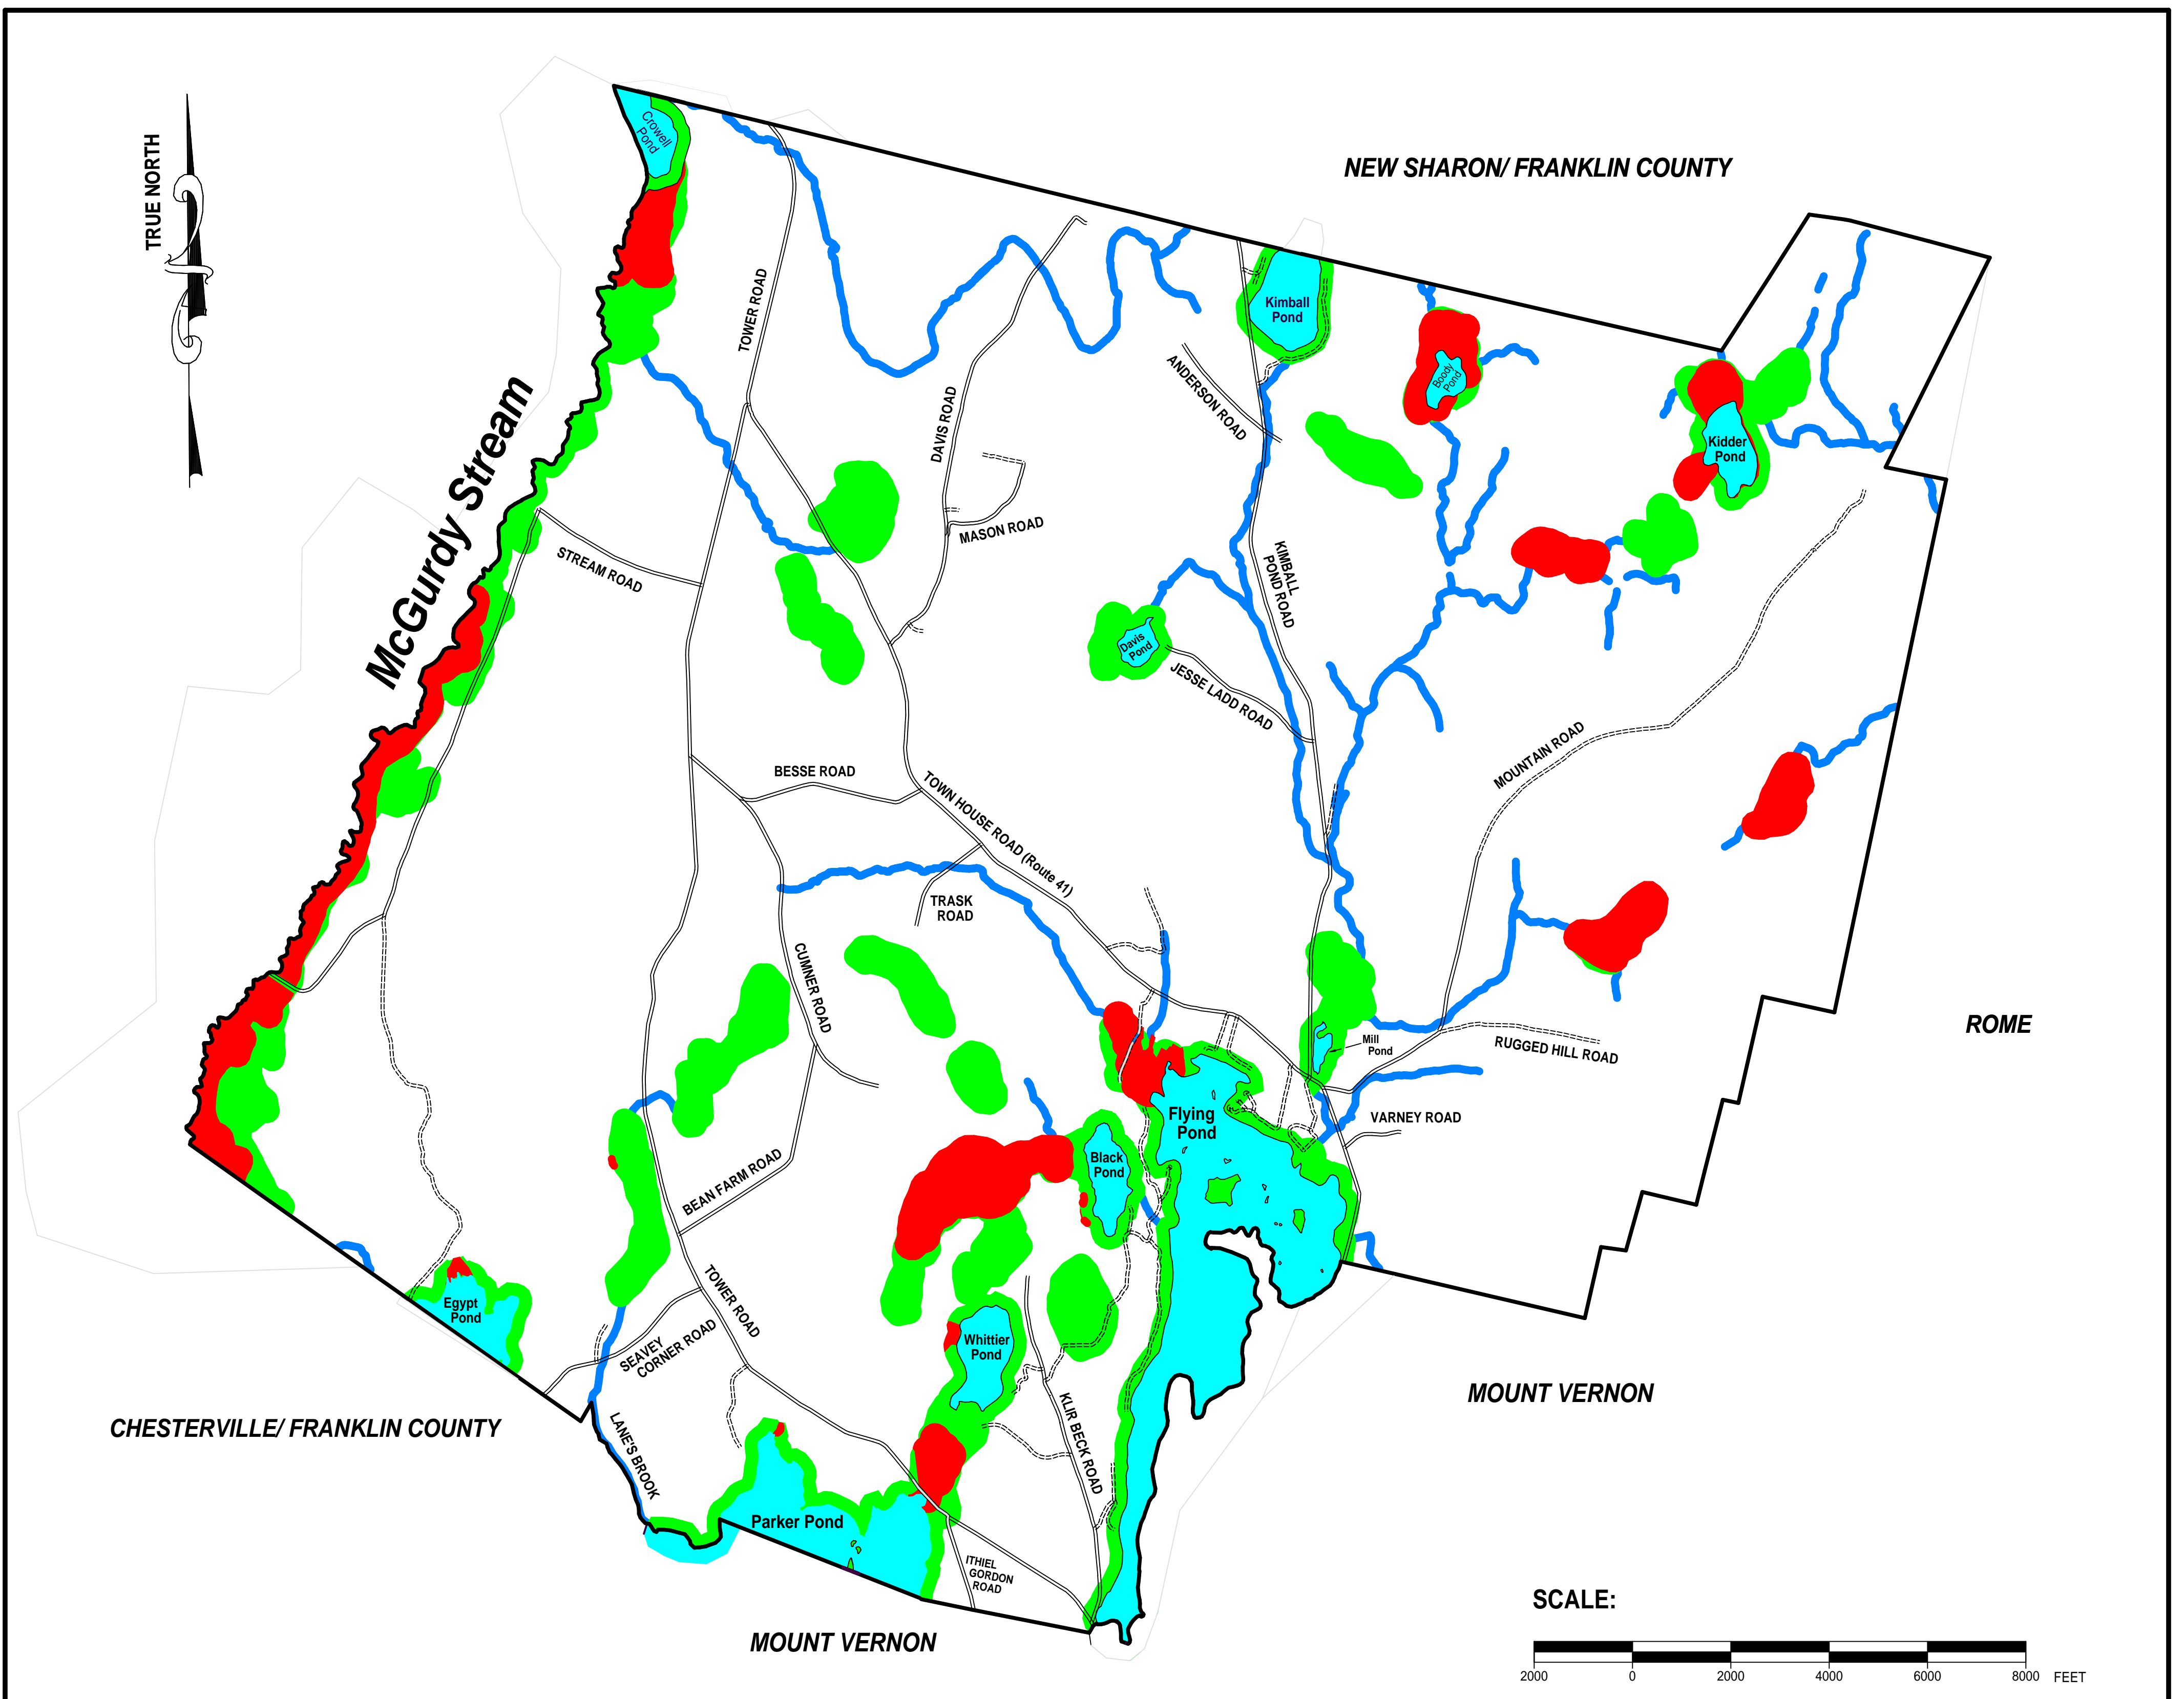 TRUE NORTH
Crowell
Pond
NEW SHARON/ FRANKLIN COUNTY
McGurdy Stream
TOWER ROAD
Kimball
Pond
ANDERSON ROAD
Boody
Pond
Kidder
Pond
DAVIS ROAD
MASON ROAD
STREAM ROAD
KIMBALL
POND ROAD
Davis
Pond
JESSE LADD ROAD
MOUNTAIN ROAD
BESSE ROAD
TOWN HOUSE ROAD (Route 41)
TRASK
ROAD
CUMNER ROAD
ROME
Mill
Pond
RUGGED HILL ROAD
Flying
Pond
VARNEY ROAD
Black
Pond
BEAN FARM ROAD
TOWER ROAD
Egypt
Pond
SEAVEY
CORNER ROAD
Whittier
Pond
MOUNT VERNON
CHESTERVILLE/ FRANKLIN COUNTY
LANE'S BROOK
KLIR BECK ROAD
Parker Pond
ITHIEL
GORDON
ROAD
MOUNT VERNON
SCALE:
2000 0 2000 4000 6000 8000 FEET